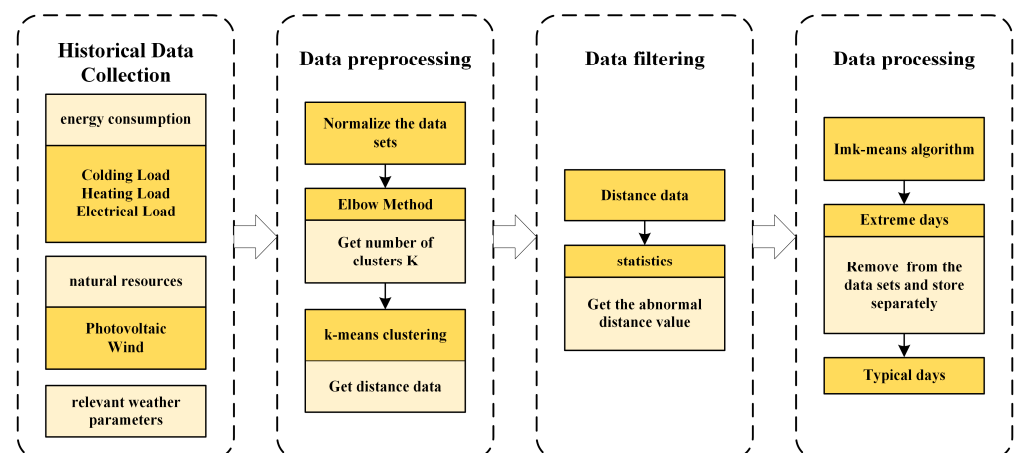 Historical Data
Collection
energy consumption
Colding Load
Heating Load
Electrical Load
natural resources
Photovoltaic
Wind
relevant weather
parameters
Data preprocessing
Normalize the data
sets
Elbow Method
Get number of
clusters K
k-means clustering
Get distance data
Data filtering
Distance data
statistics
Get the abnormal
distance value
Data processing
Imk-means algorithm
Extreme days
Remove from the
data sets and store
separately
Typical days